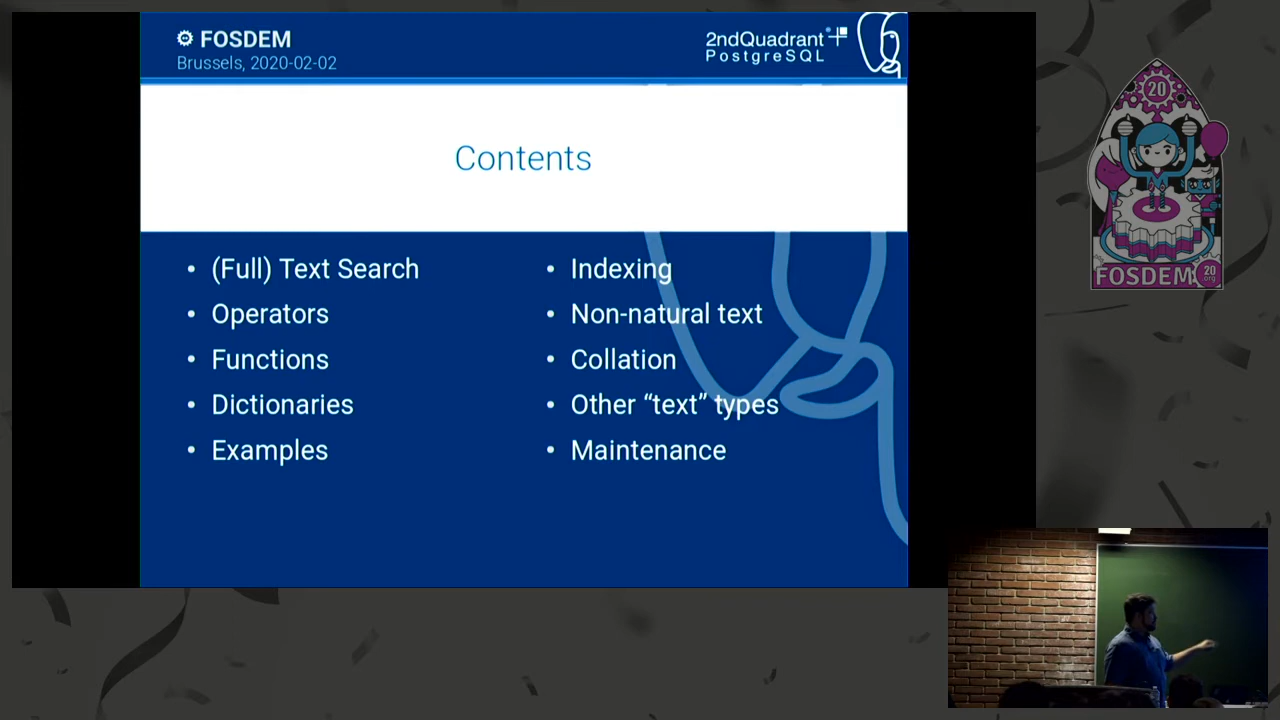 FOSDEM
Brussels, 2020-02-02
2ndQuadrant
PostgreSQL
Contents
• (Full) Text Search
• Operators
• Functions
• Dictionaries
• Examples
• Indexing
• Non-natural text
• Collation
• Other “text” types
• Maintenance
20
FOSDEM
20
.org